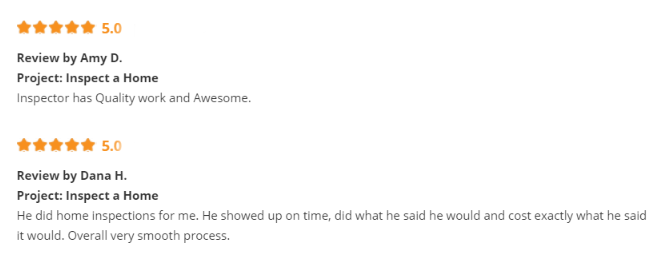 5.0
Review by Amy D.
Project: Inspect a Home
Inspector has Quality work and Awesome.
5.0
Review by Dana H.
Project: Inspect a Home
He did home inspections for me. He showed up on time, did what he said he would and cost exactly what he said
it would. Overall very smooth process.